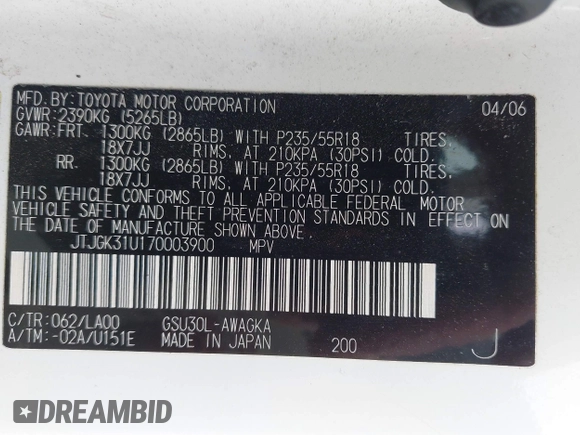 MFD.BY:TOYOTA MOTOR CORPORATION 04/06
GVWR:2390KG (5265LB)
GAWR:FRT. 1300KG (2865LB) WITH P235/55R18 TIRES,
18X7JJ RIMS, AT 210KPA (30PSI) COLD.
RR. 1300KG (2865LB) WITH P235/55R18 TIRES,
18X7JJ RIMS, AT 210KPA (30PSI) COLD.
THIS VEHICLE CONFORMS TO ALL APPLICABLE FEDERAL MOTOR
VEHICLE SAFETY AND THEFT PREVENTION STANDARDS IN EFFECT ON
THE DATE OF MANUFACTURE SHOWN ABOVE.
JTJGK31U170003900 MPV
C/TR:062/LA00 GSU30L-AWAGKA
A/TM:-02A/U151E MADE IN JAPAN 200 J
DREAMBID